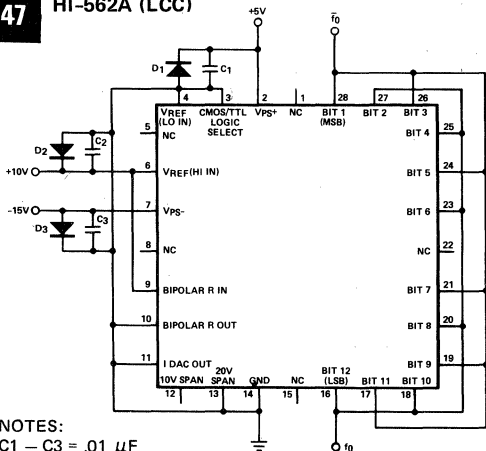 47
HI-562A (LCC)
+5V
f̄0
D1
C1
4
3
2
1
28
27
26
VREF (LO IN)
CMOS/TTL LOGIC SELECT
VPS+
NC
BIT 1 (MSB)
BIT 2
BIT 3
5
NC
BIT 4
25
D2
C2
+10V
6
VREF(HI IN)
BIT 5
24
-15V
7
VPS-
BIT 6
23
D3
C3
8
NC
NC
22
9
BIPOLAR R IN
BIT 7
21
10
BIPOLAR R OUT
BIT 8
20
11
I DAC OUT
BIT 9
19
10V SPAN
20V SPAN
GND
NC
BIT 12 (LSB)
BIT 11
BIT 10
12
13
14
15
16
17
18
f0
NOTES:
C1 – C3 = .01 µF